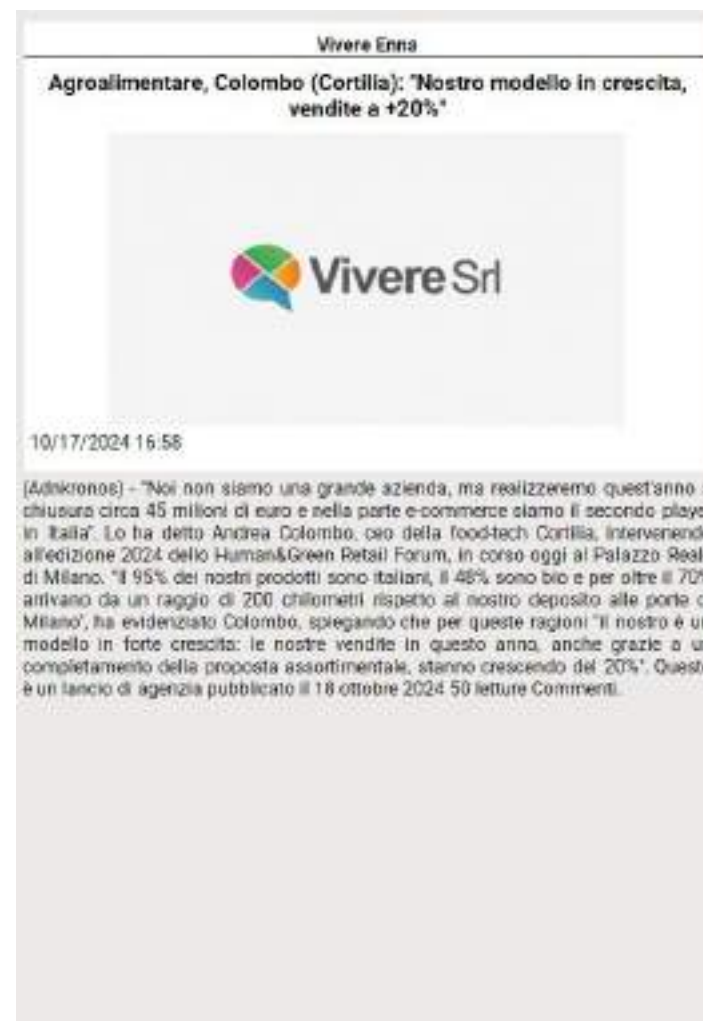 Vivere Enna
Agroalimentare, Colombo (Cortilia): "Nostro modello in crescita,
vendite a +20%"
Vivere Srl
10/17/2024 16:58
(Adnkronos) - "Noi non siamo una grande azienda, ma realizzeremo quest'anno
chiusura circa 45 milioni di euro e nella parte e-commerce siamo il secondo playe
in Italia". Lo ha detto Andrea Colombo, ceo della food-tech Cortilia, intervenend
all'edizione 2024 dello Human&Green Retail Forum, in corso oggi al Palazzo Real
di Milano. "Il 95% dei nostri prodotti sono italiani, il 48% sono bio e per oltre il 70%
arrivano da un raggio di 200 chilometri rispetto al nostro deposito alle porte d
Milano", ha evidenziato Colombo, spiegando che per queste ragioni "il nostro è un
modello in forte crescita: le nostre vendite in questo anno, anche grazie a u
completamento della proposta assortimentale, stanno crescendo del 20%". Quest
è un lancio di agenzia pubblicato il 18 ottobre 2024 50 letture Commenti.